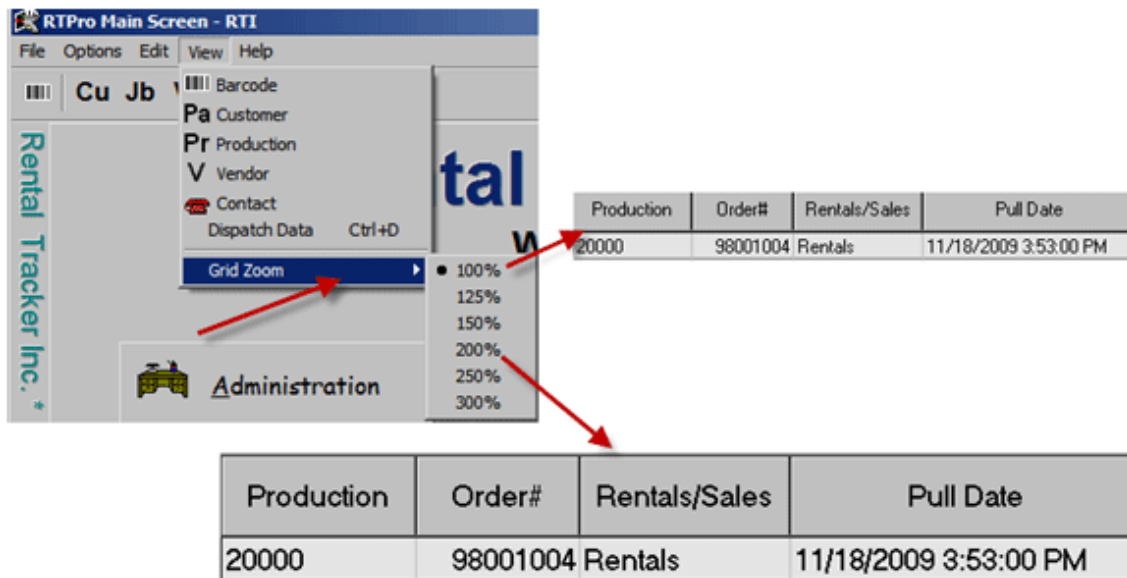 RTPro Main Screen - RTI
File Options Edit View Help
Cu Jb
Barcode
Pa Customer
Pr Production
V Vendor
Contact
Dispatch Data Ctrl+D
Grid Zoom
100%
125%
150%
200%
250%
300%
Rental Tracker Inc. *
tal
W
Administration
Production Order# Rentals/Sales Pull Date
20000 98001004 Rentals 11/18/2009 3:53:00 PM
Production Order# Rentals/Sales Pull Date
20000 98001004 Rentals 11/18/2009 3:53:00 PM